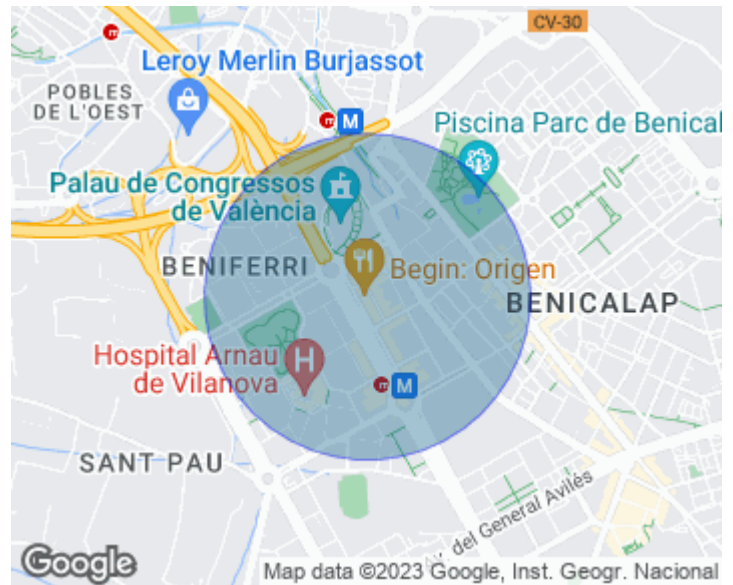 CV-30
Leroy Merlin Burjassot
POBLES
DE L'OEST
M
Piscina Parc de Benical
Palau de Congressos
de València
BENIFERRI
Begin: Origen
BENICALAP
Hospital Arnau
de Vilanova
H
M
SANT PAU
del General Avilés
Google
Map data ©2023 Google, Inst. Geogr. Nacional